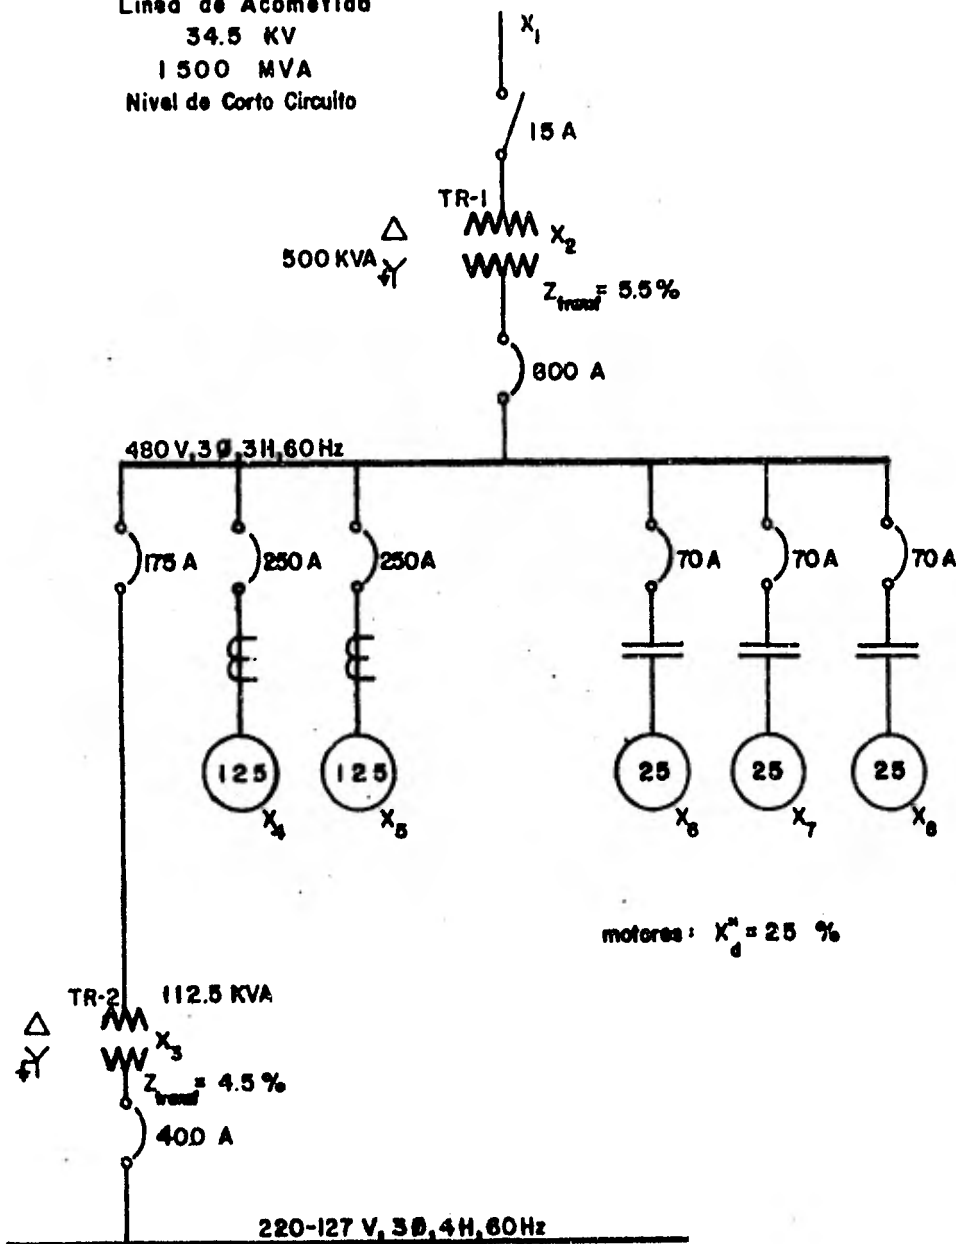 Linea de Acometida
34.5 KV
1500 MVA
Nivel de Corto Circuito
X1
15 A
TR-1
X2
500 KVA
Z transf = 5.5 %
600 A
480 V, 3Ø, 3H, 60 Hz
175 A
250 A
250 A
70 A
70 A
70 A
125
125
25
25
25
X4
X5
X6
X7
X8
motores: X"d = 25 %
TR-2
112.5 KVA
X3
Z transf = 4.5 %
400 A
220-127 V, 3Ø, 4H, 60 Hz